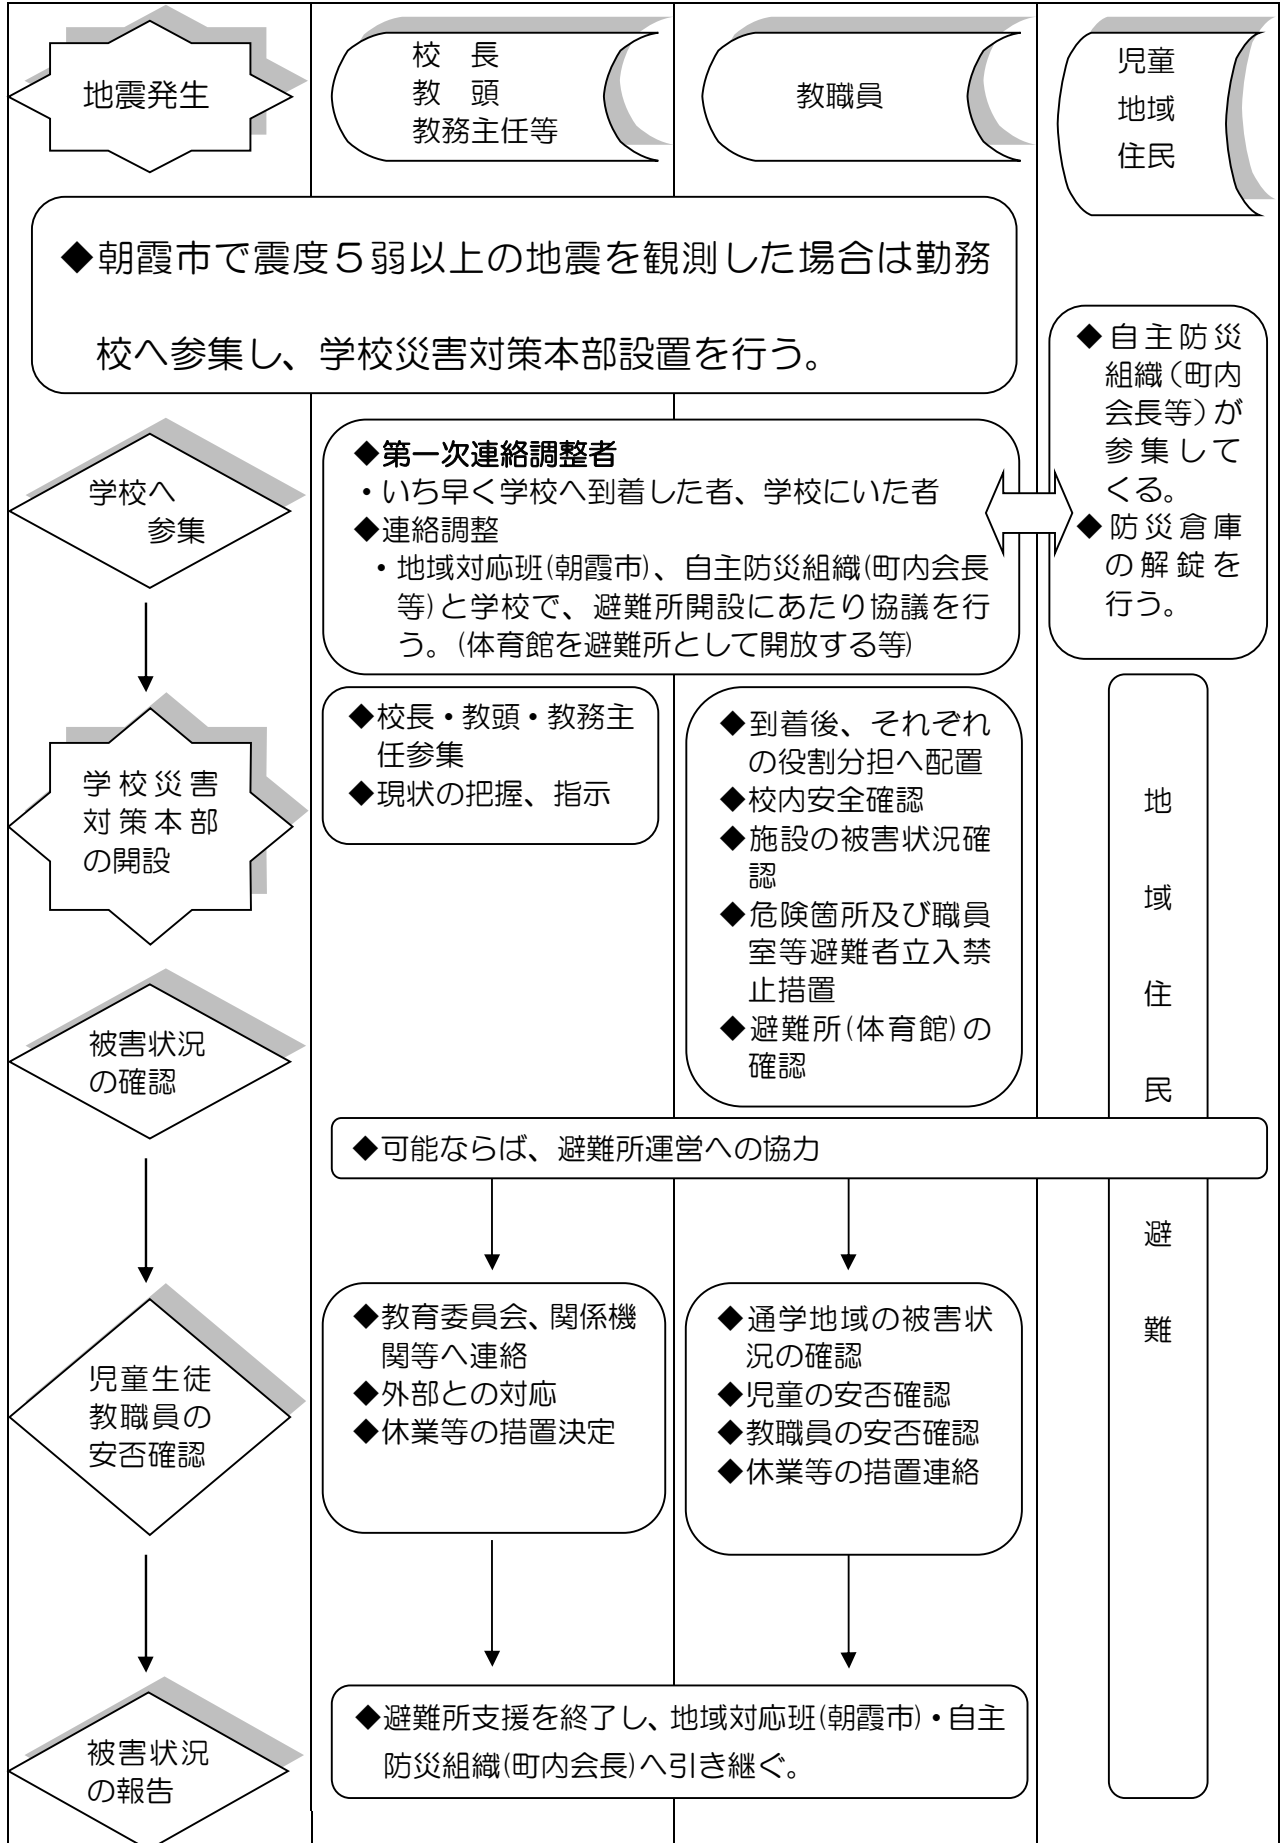 地震発生
校　長
教　頭
教務主任等
教職員
児童
地域
住民
◆朝霞市で震度５弱以上の地震を観測した場合は勤務
校へ参集し、学校災害対策本部設置を行う。
学校へ
参集
◆第一次連絡調整者
・いち早く学校へ到着した者、学校にいた者
◆連絡調整
・地域対応班(朝霞市)、自主防災組織(町内会長
等)と学校で、避難所開設にあたり協議を行
う。(体育館を避難所として開放する等)
◆自主防災
組織(町内
会長等)が
参集して
くる。
◆防災倉庫
の解錠を
行う。
学校災害
対策本部
の開設
◆校長・教頭・教務主
任参集
◆現状の把握、指示
◆到着後、それぞれ
の役割分担へ配置
◆校内安全確認
◆施設の被害状況確
認
◆危険箇所及び職員
室等避難者立入禁
止措置
◆避難所(体育館)の
確認
地域住民避難
被害状況
の確認
◆可能ならば、避難所運営への協力
児童生徒
教職員の
安否確認
◆教育委員会、関係機
関等へ連絡
◆外部との対応
◆休業等の措置決定
◆通学地域の被害状
況の確認
◆児童の安否確認
◆教職員の安否確認
◆休業等の措置連絡
被害状況
の報告
◆避難所支援を終了し、地域対応班(朝霞市)・自主
防災組織(町内会長)へ引き継ぐ。